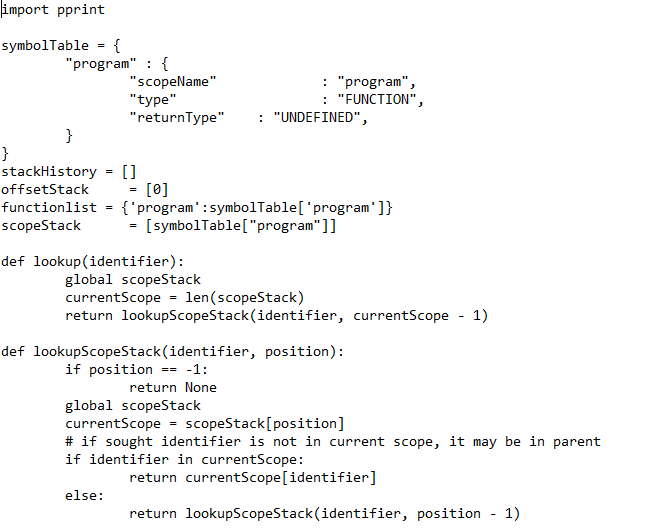 import pprint

symbolTable = {
        "program" : {
                "scopeName"             : "program",
                "type"                  : "FUNCTION",
                "returnType"    : "UNDEFINED",
        }
}
stackHistory = []
offsetStack     = [0]
functionlist = {'program':symbolTable['program']}
scopeStack      = [symbolTable["program"]]

def lookup(identifier):
        global scopeStack
        currentScope = len(scopeStack)
        return lookupScopeStack(identifier, currentScope - 1)

def lookupScopeStack(identifier, position):
        if position == -1:
                return None
        global scopeStack
        currentScope = scopeStack[position]
        # if sought identifier is not in current scope, it may be in parent
        if identifier in currentScope:
                return currentScope[identifier]
        else:
                return lookupScopeStack(identifier, position - 1)